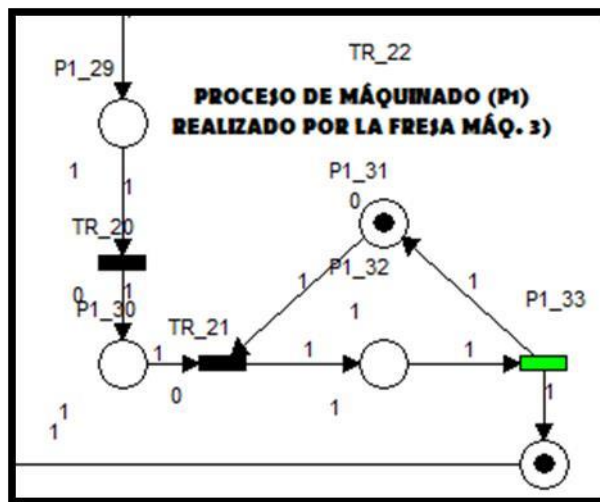 TR_22
P1_29
PROCESO DE MÁQUINADO (P1)
REALIZADO POR LA FRESA MÁQ. 3)
P1_31
1
1
0
TR_20
P1_32
0
1
1
1
P1_33
P1_30
1
TR_21
1
1
1
0
1
1
1
1